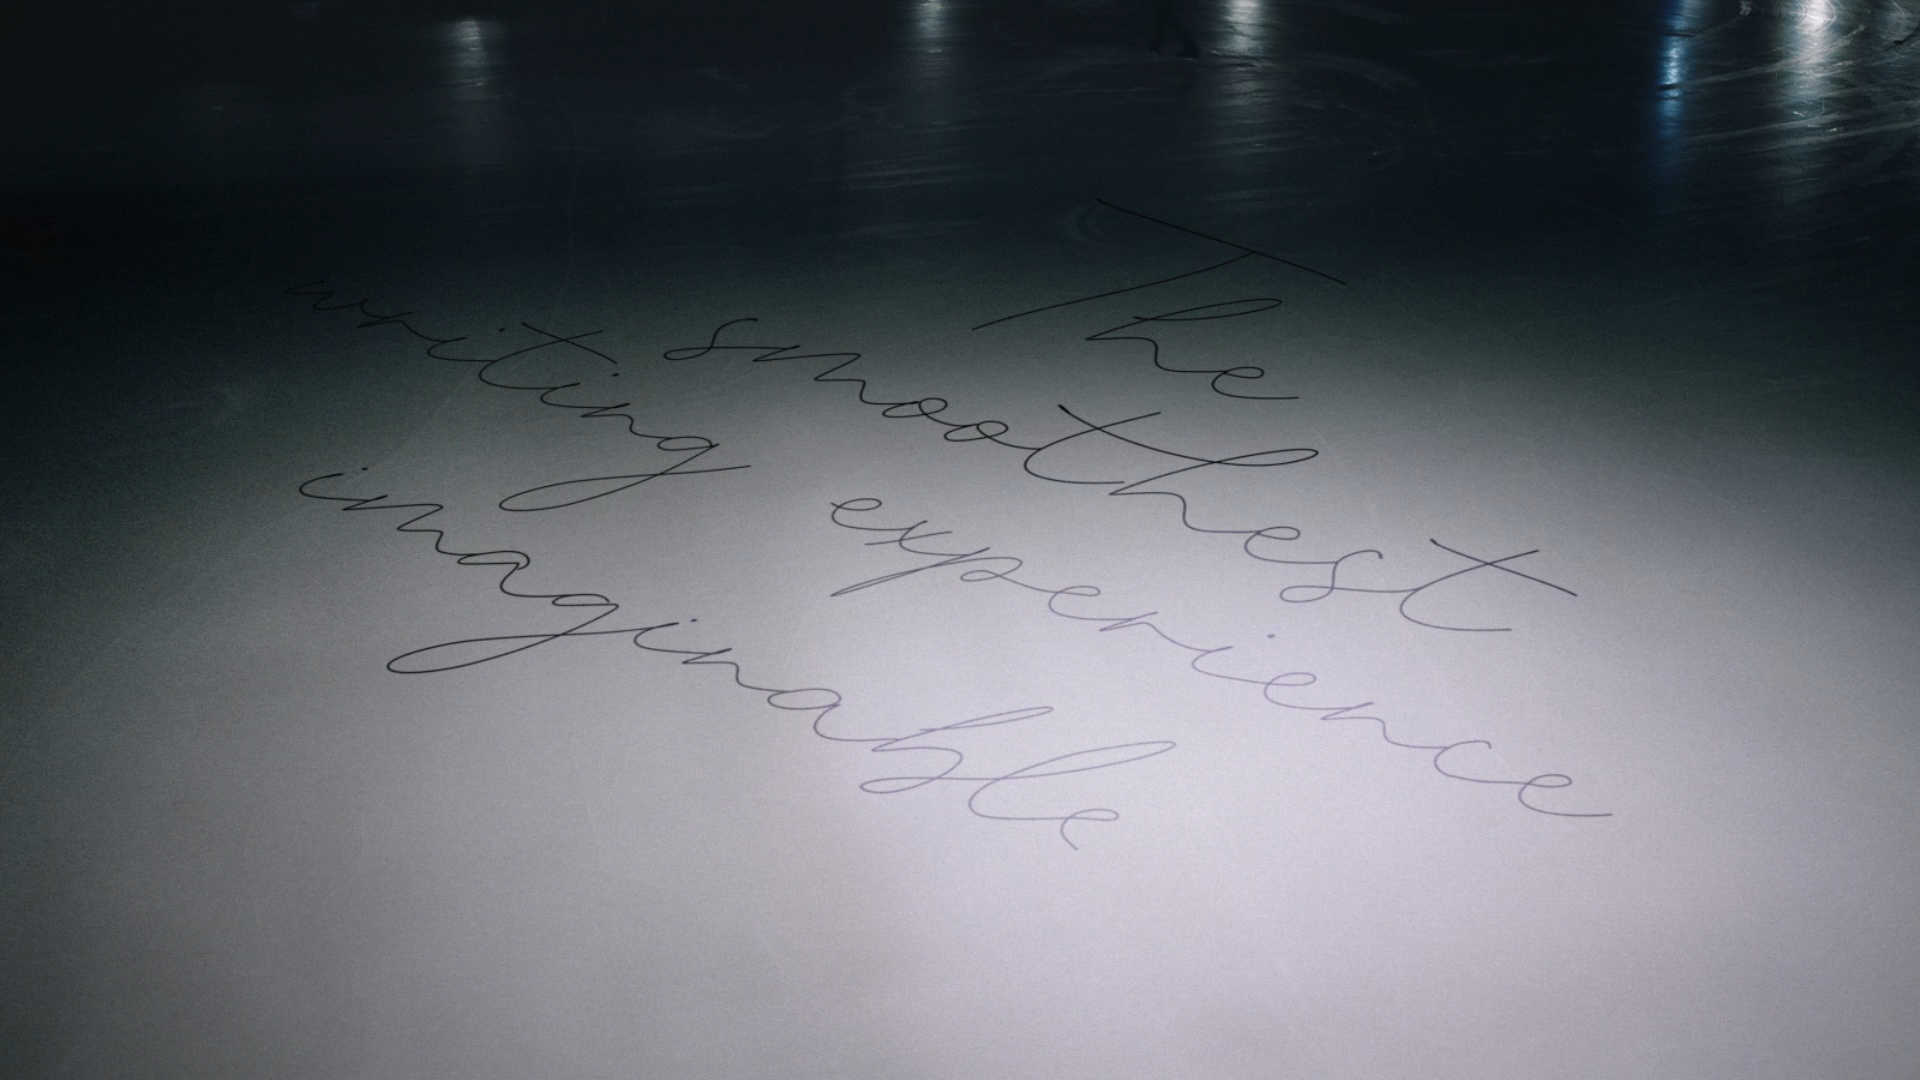 The
smoothest
writing experience
imaginable